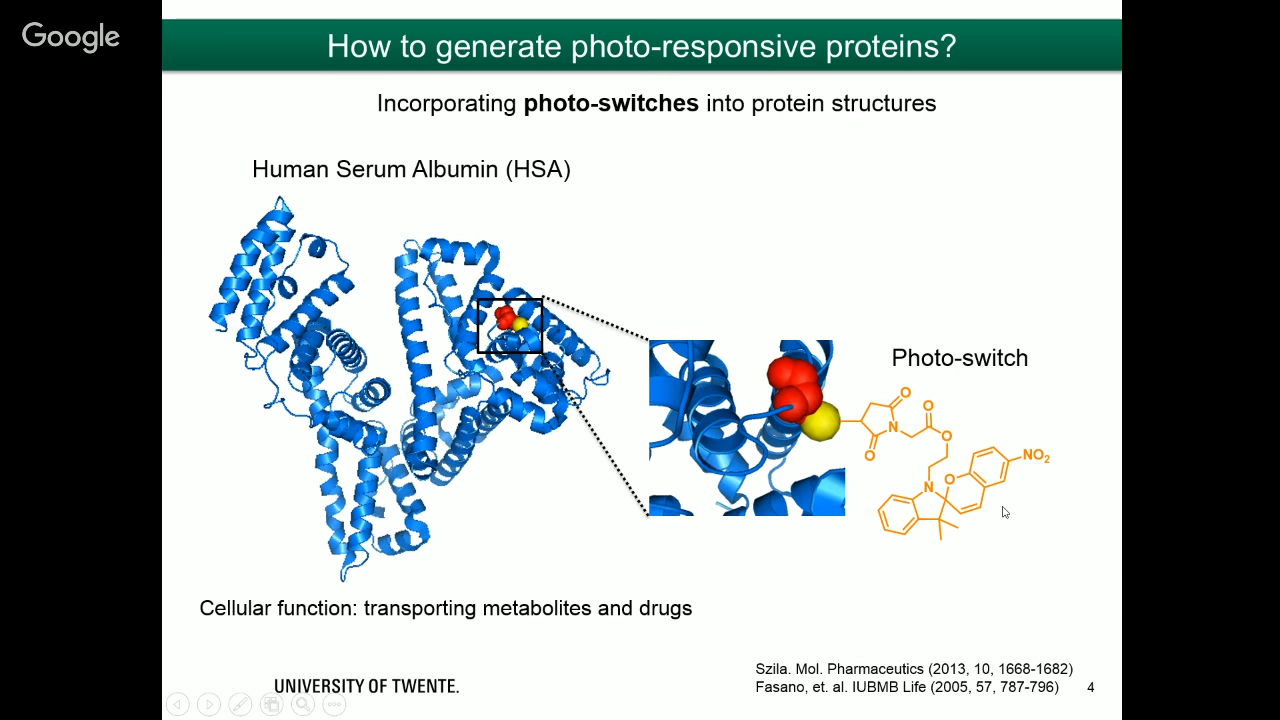 Google
How to generate photo-responsive proteins?
Incorporating photo-switches into protein structures
Human Serum Albumin (HSA)
Photo-switch
O
O
N
O
O
O
NO2
N
Cellular function: transporting metabolites and drugs
Szila. Mol. Pharmaceutics (2013, 10, 1668-1682)
Fasano, et. al. IUBMB Life (2005, 57, 787-796)
4
UNIVERSITY OF TWENTE.